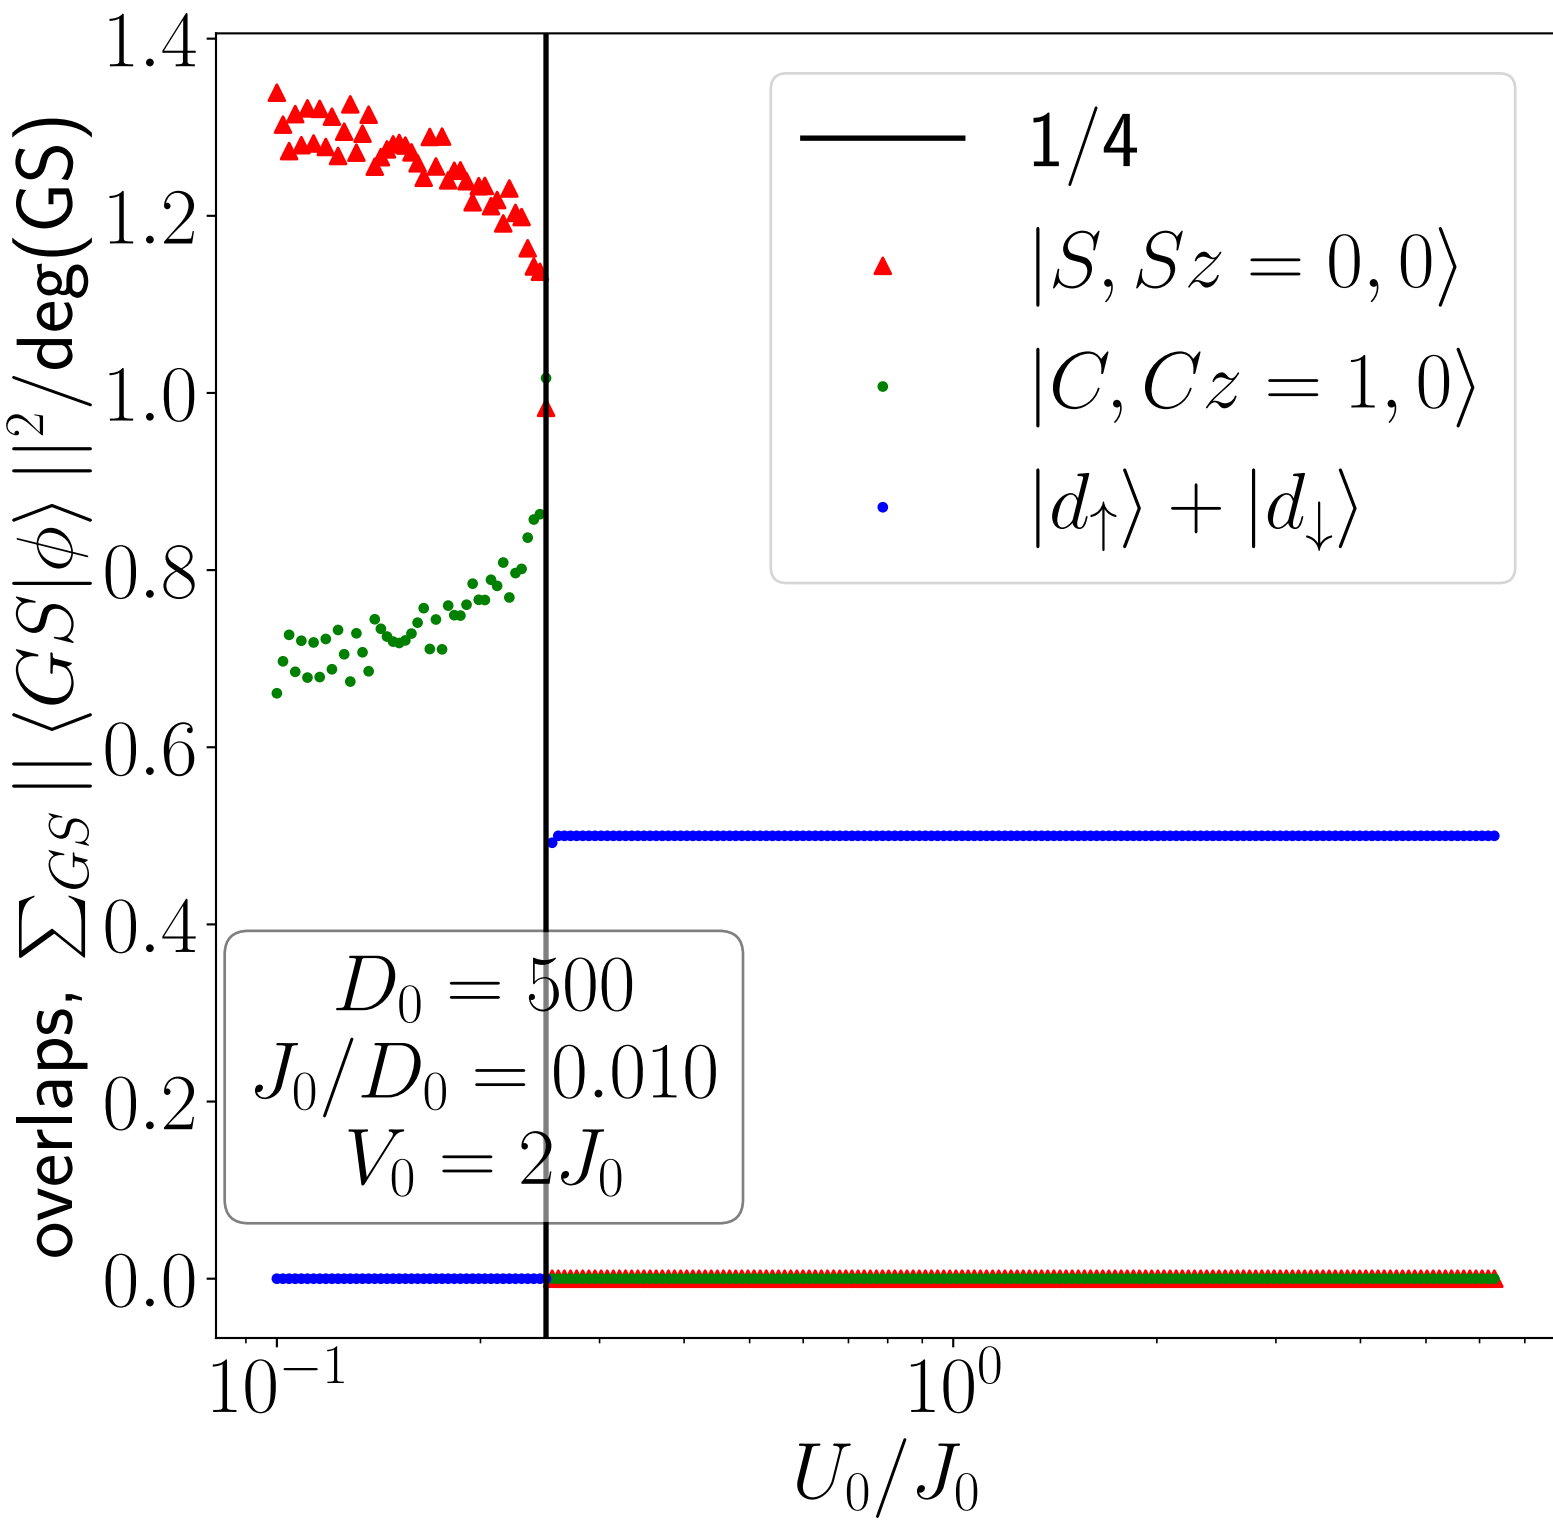 overlaps, ∑_{GS} || ⟨GS|ϕ⟩ ||²/deg(GS)
1.4
1.2
1.0
0.8
0.6
0.4
0.2
0.0
1/4
|S, Sz = 0, 0⟩
|C, Cz = 1, 0⟩
|d↑⟩ + |d↓⟩
D₀ = 500
J₀/D₀ = 0.010
V₀ = 2J₀
10⁻¹ 10⁰
U₀/J₀